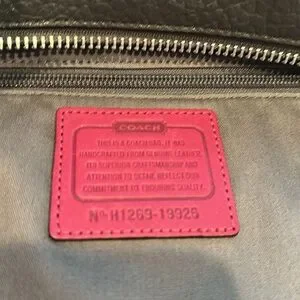 COACH
THIS IS A COACH BAG. IT WAS
HANDCRAFTED FROM GENUINE LEATHER.
ITS SUPERIOR CRAFTSMANSHIP AND
ATTENTION TO DETAIL REFLECT OUR
COMMITMENT TO ENDURING QUALITY.
Nº H1269-19926